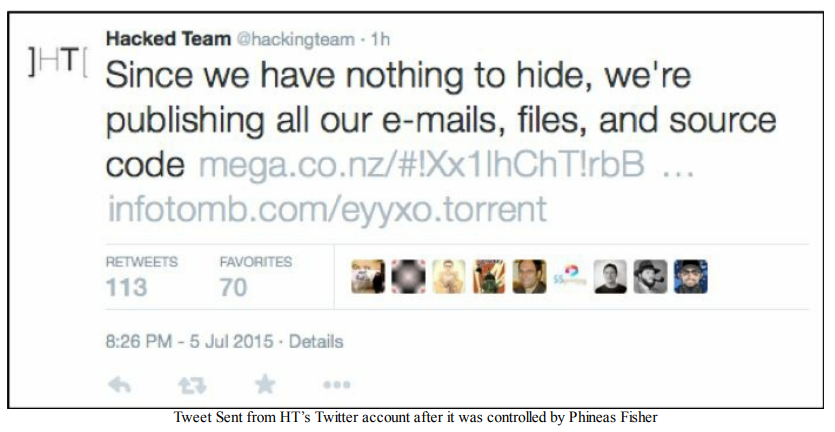 ]HT[
Hacked Team @hackingteam · 1h
Since we have nothing to hide, we're
publishing all our e-mails, files, and source
code mega.co.nz/#!Xx1lhChT!rbB ...
infotomb.com/eyyxo.torrent
RETWEETS FAVORITES
113 70
8:26 PM - 5 Jul 2015 · Details
Tweet Sent from HT’s Twitter account after it was controlled by Phineas Fisher